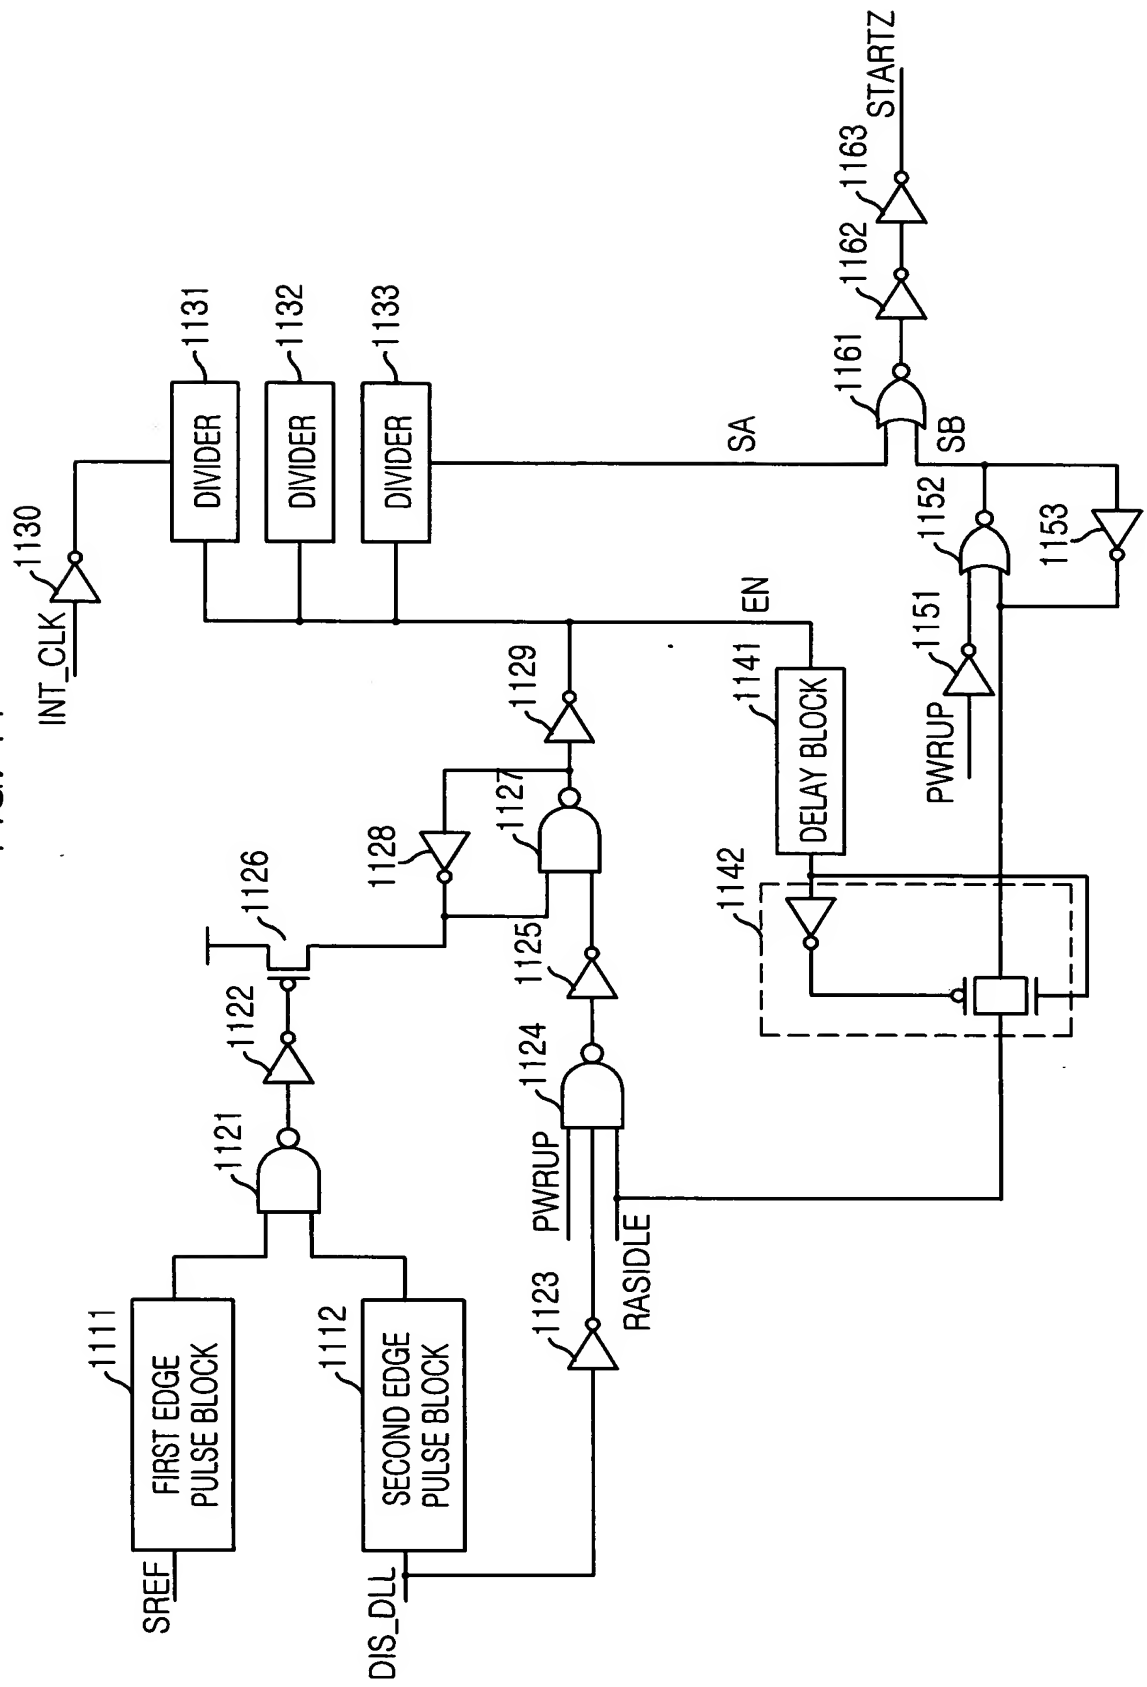 INT_CLK
1130
DIVIDER
1131
DIVIDER
1132
DIVIDER
1133
SREF
1111
FIRST EDGE
PULSE BLOCK
DIS_DLL
1112
SECOND EDGE
PULSE BLOCK
1121
1122
1126
1128
1123
PWRUP
RASIDLE
1124
1125
1127
1129
EN
SA
1142
DELAY BLOCK
1141
PWRUP
1151
1152
1153
SB
1161
1162
1163
STARTZ